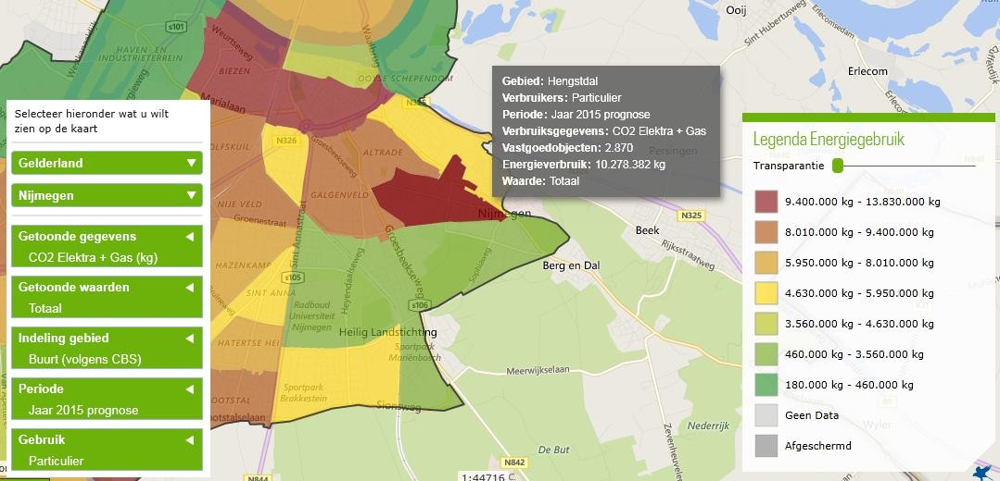 Selecteer hieronder wat u wilt
zien op de kaart
Gelderland
Nijmegen
Getoonde gegevens
CO2 Elektra + Gas (kg)
Getoonde waarden
Totaal
Indeling gebied
Buurt (volgens CBS)
Periode
Jaar 2015 prognose
Gebruik
Particulier
s101
HAVEN- EN
INDUSTRIETERREIN
Weurtseweg
BIEZEN
Marialaan
Waalbrug
OOYSE SCHEPENDOM
N325
N326
OLFSKUIL
Groesbeekseweg
ALTRADE
GALGENVELD
NIJE VELD
Groenestraat
Sint Annastraat
HAZENKAMP
s105
SINT ANNA
Heyendaalseweg
Groesbeekseweg
Sophiaweg
Radboud
Universiteit
Nijmegen
s106
HATERTSE HEI
Heilig Landstichting
Sportpark
Mariënbosch
Sportpark
Brakkestein
OOTSTAL
ootstalselaan
Sionsweg
N844
Nijmegen
Gebied: Hengstdal
Verbruikers: Particulier
Periode: Jaar 2015 prognose
Verbruiksgegevens: CO2 Elektra + Gas
Vastgoedobjecten: 2.870
Energieverbruik: 10.278.382 kg
Waarde: Totaal
Persingen
Ooij
Sint Hubertusweg
Erlecomsedam
Erlecom
N325
Beek
Rijksstraatweg
Berg en Dal
Meerwijkselaan
Nederrijk
De But
Zevenheuvelen
N842
1:44716
Legenda Energiegebruik
Transparantie
9.400.000 kg - 13.830.000 kg
8.010.000 kg - 9.400.000 kg
5.950.000 kg - 8.010.000 kg
4.630.000 kg - 5.950.000 kg
3.560.000 kg - 4.630.000 kg
460.000 kg - 3.560.000 kg
180.000 kg - 460.000 kg
Geen Data
Afgeschermd
Wyler